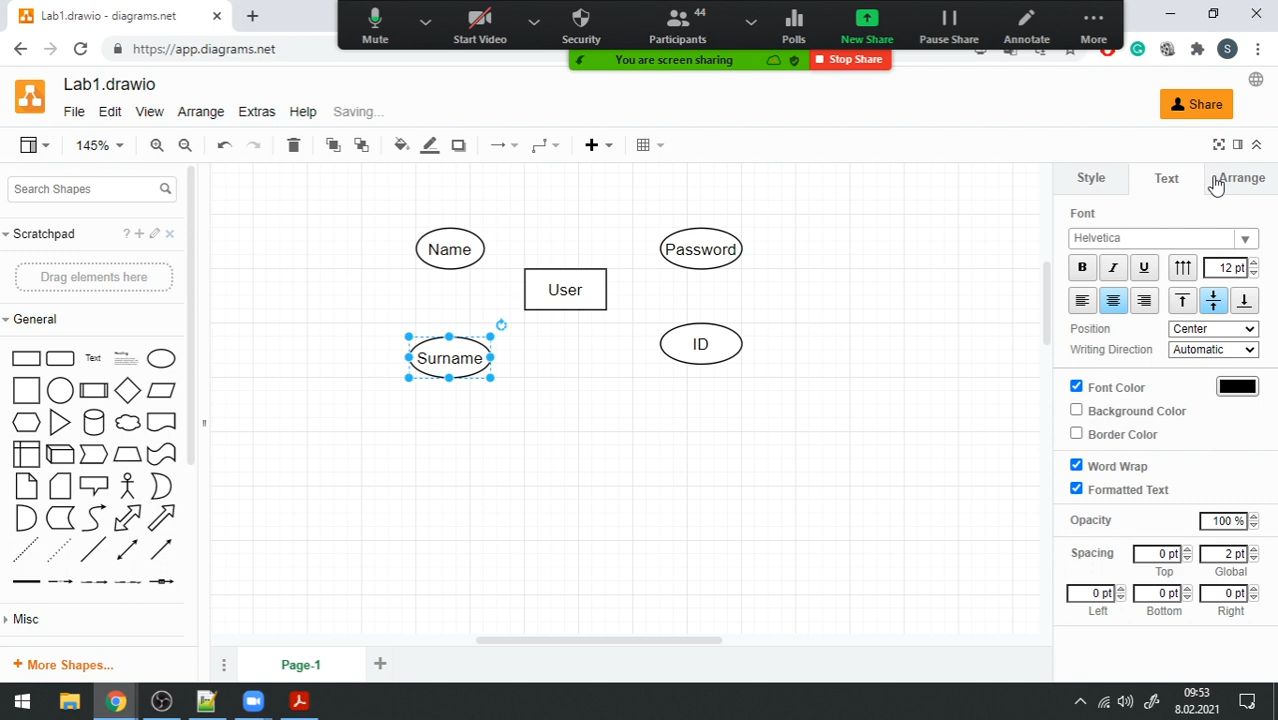 Lab1.drawio - diagrams.net
https://app.diagrams.net
Mute
Start Video
Security
44
Participants
Polls
New Share
Pause Share
Annotate
More
You are screen sharing
Stop Share
S
Lab1.drawio
File Edit View Arrange Extras Help Saving...
Share
145%
Search Shapes
Scratchpad
?
Drag elements here
General
Text
Misc
+ More Shapes...
Name
Password
User
Surname
ID
Page-1
Style Text Arrange
Font
Helvetica
B I U 12 pt
Position Center
Writing Direction Automatic
Font Color
Background Color
Border Color
Word Wrap
Formatted Text
Opacity 100 %
Spacing 0 pt 2 pt
Top Global
0 pt 0 pt 0 pt
Left Bottom Right
09:53
8.02.2021